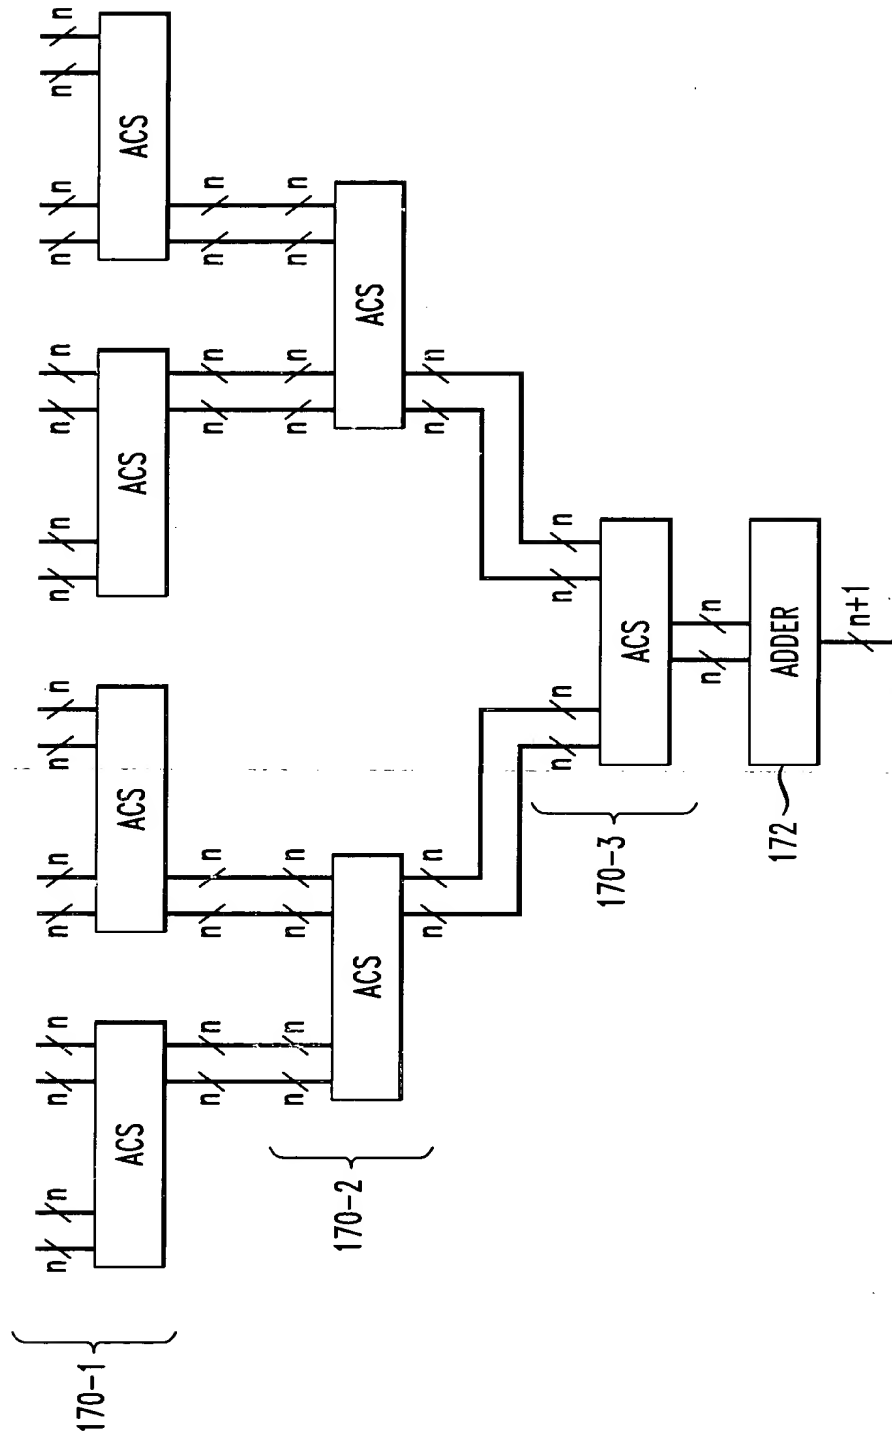 n n n n n n n n n n n n n n n n
170-1 ACS ACS ACS ACS
n n n n n n n n
n n n n n n n n
170-2 ACS ACS
n n n n
n n n n
170-3 ACS
n n
172 ADDER
n+1